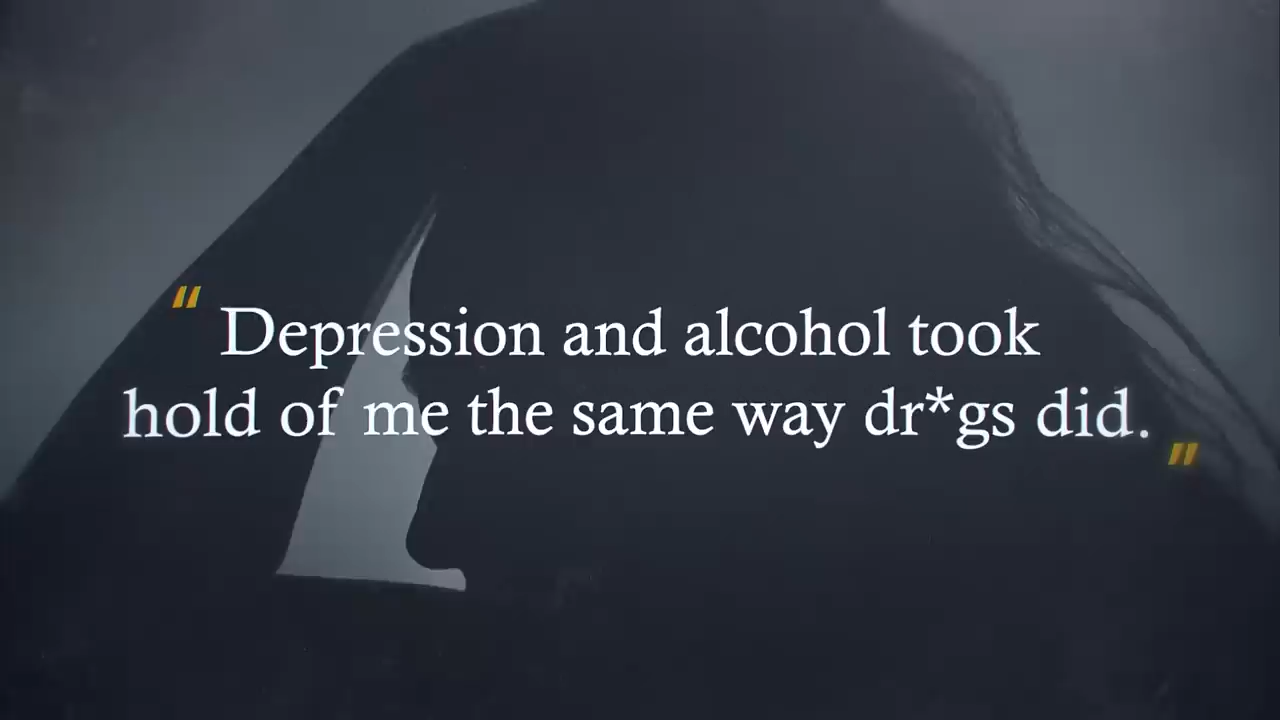 " Depression and alcohol took
hold of me the same way dr*gs did. "